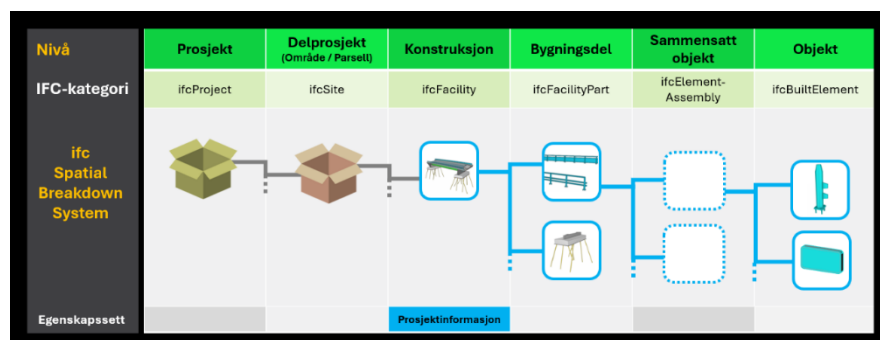 Nivå
Prosjekt
Delprosjekt
(Område / Parsell)
Konstruksjon
Bygningsdel
Sammensatt
objekt
Objekt
IFC-kategori
ifcProject
ifcSite
ifcFacility
ifcFacilityPart
ifcElement-
Assembly
ifcBuiltElement
ifc
Spatial
Breakdown
System
Egenskapssett
Prosjektinformasjon